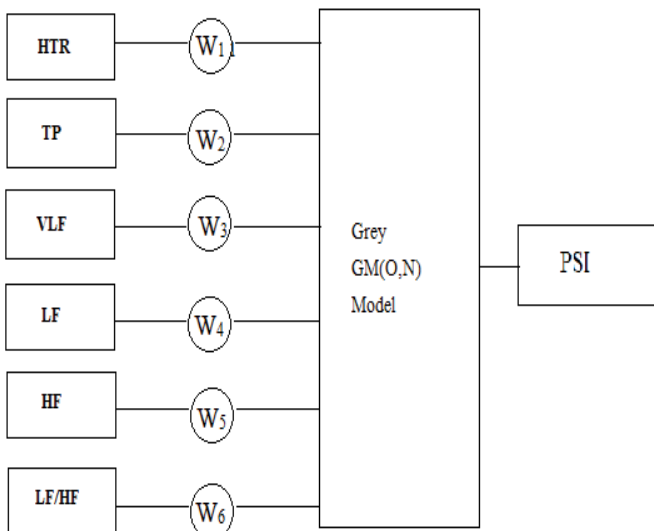 HTR
W1
TP
W2
VLF
W3
LF
W4
HF
W5
LF/HF
W6
Grey
GM(O,N)
Model
PSI